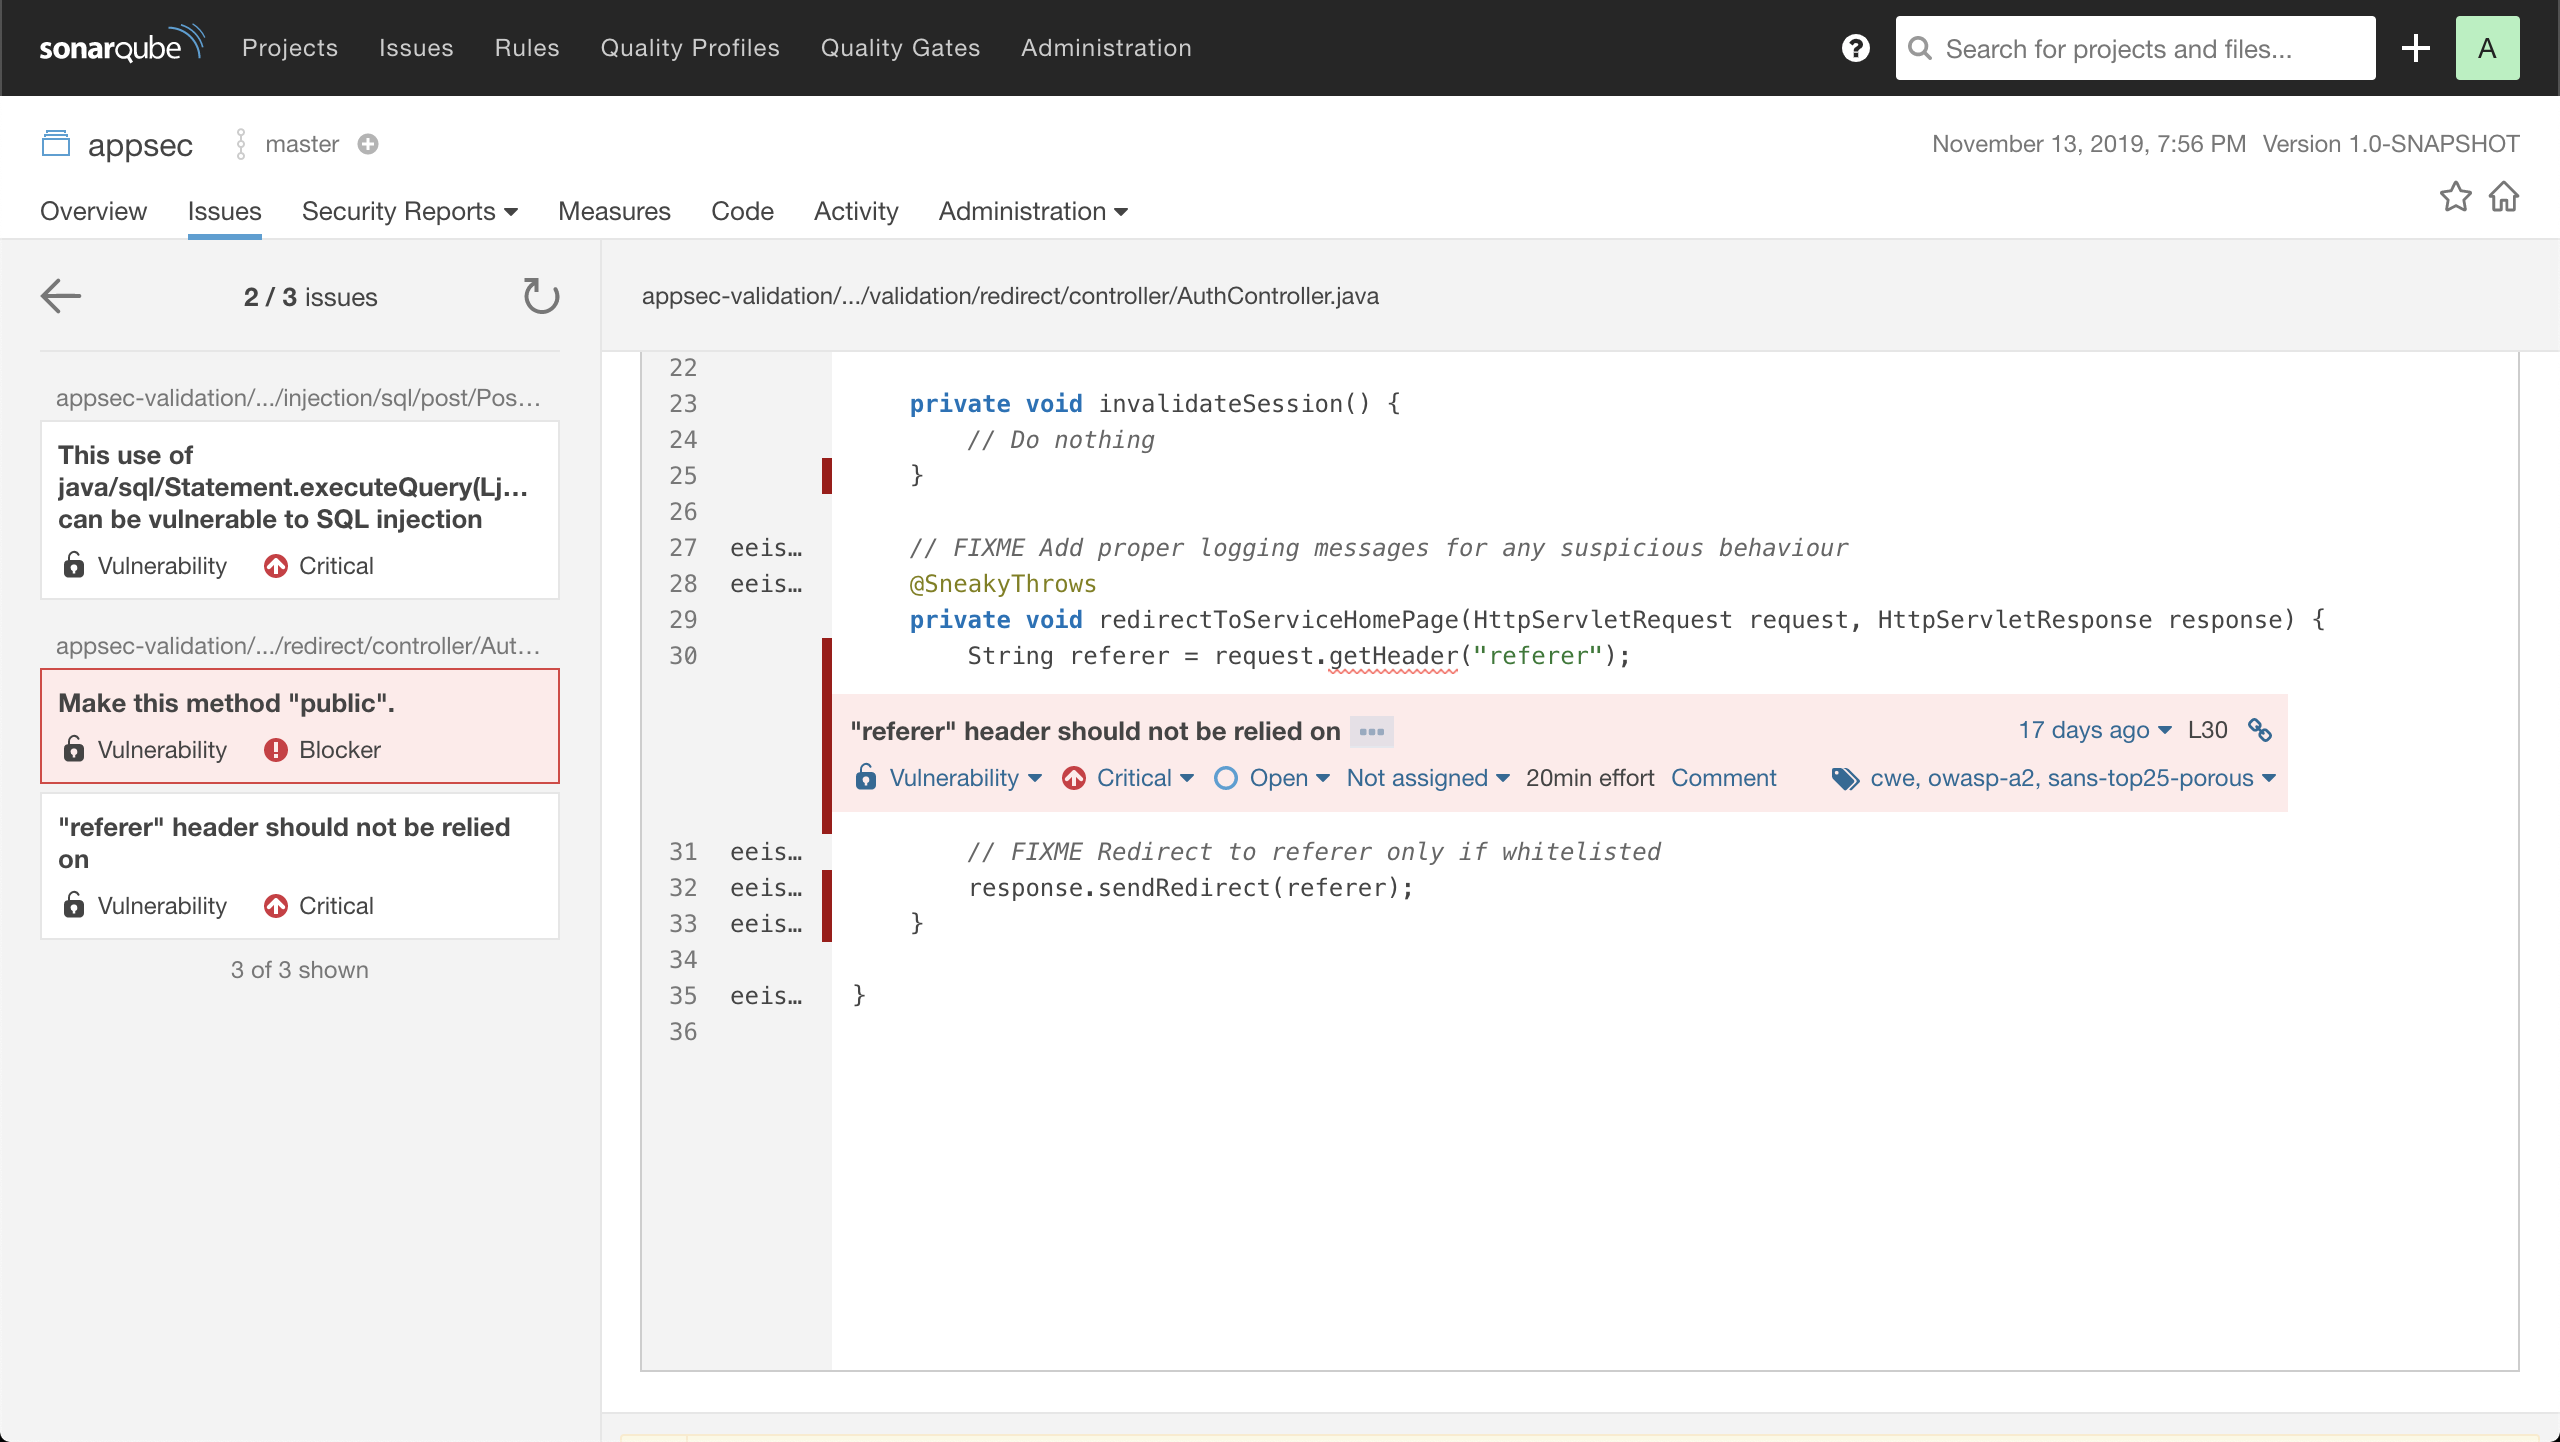 sonarqube Projects Issues Rules Quality Profiles Quality Gates Administration ? Search for projects and files... A
appsec master November 13, 2019, 7:56 PM Version 1.0-SNAPSHOT
Overview Issues Security Reports Measures Code Activity Administration
2 / 3 issues
appsec-validation/.../injection/sql/post/Pos...
This use of
java/sql/Statement.executeQuery(Lj...
can be vulnerable to SQL injection
Vulnerability Critical
appsec-validation/.../redirect/controller/Aut...
Make this method "public".
Vulnerability Blocker
"referer" header should not be relied
on
Vulnerability Critical
3 of 3 shown
appsec-validation/.../validation/redirect/controller/AuthController.java
22
23 private void invalidateSession() {
24 // Do nothing
25 }
26
27 eeis… // FIXME Add proper logging messages for any suspicious behaviour
28 eeis… @SneakyThrows
29 private void redirectToServiceHomePage(HttpServletRequest request, HttpServletResponse response) {
30 String referer = request.getHeader("referer");
"referer" header should not be relied on ... 17 days ago L30
Vulnerability Critical Open Not assigned 20min effort Comment cwe, owasp-a2, sans-top25-porous
31 eeis… // FIXME Redirect to referer only if whitelisted
32 eeis… response.sendRedirect(referer);
33 eeis… }
34
35 eeis… }
36